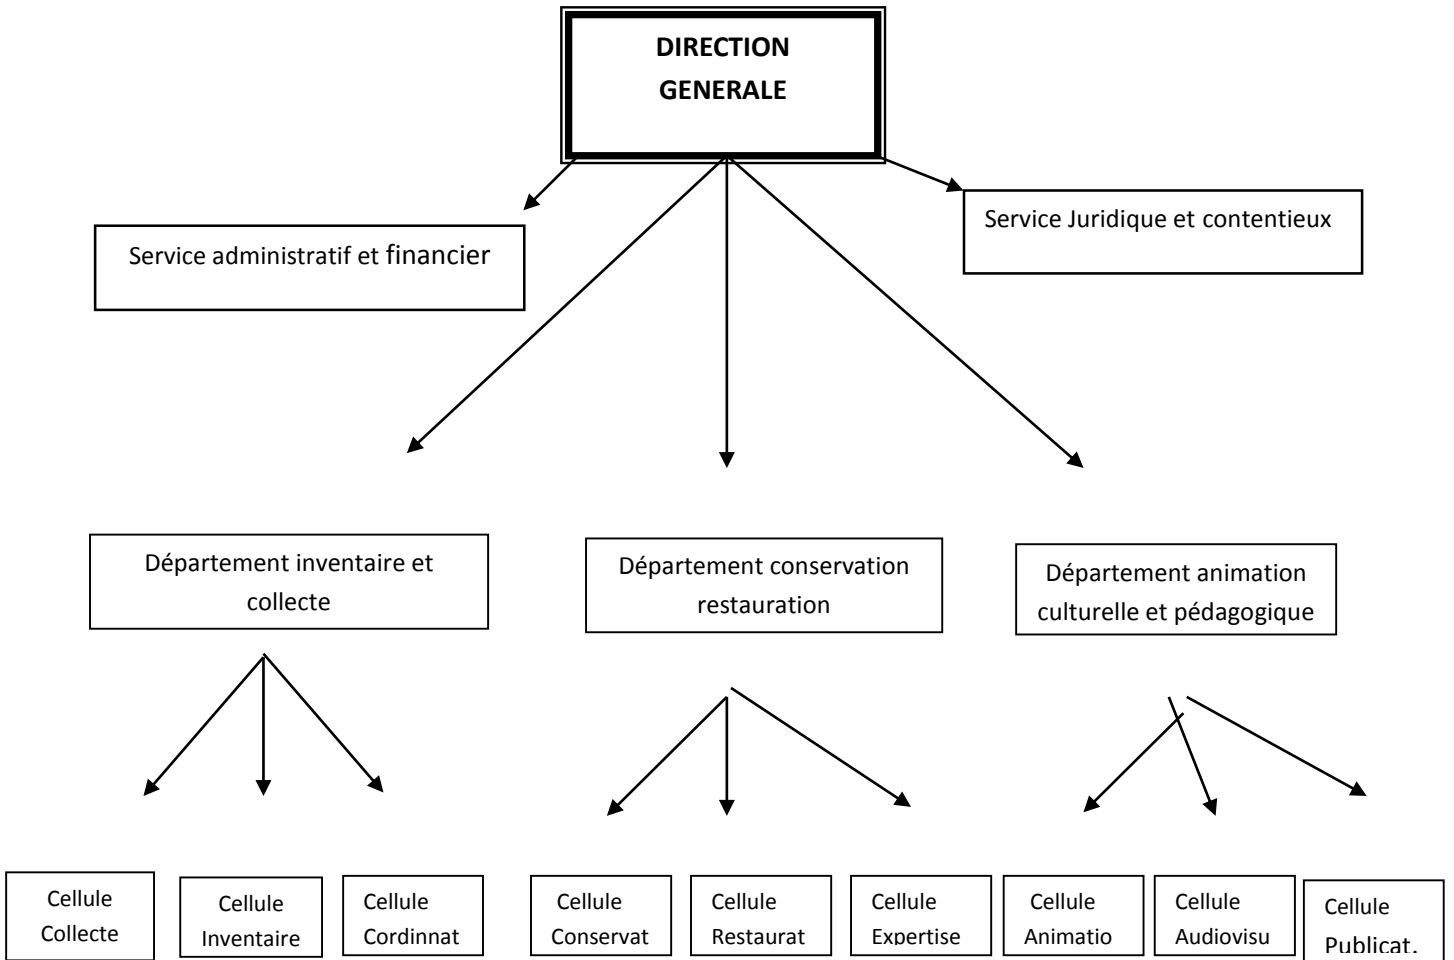 DIRECTION
GENERALE
Service administratif et financier
Service Juridique et contentieux
Département inventaire et
collecte
Département conservation
restauration
Département animation
culturelle et pédagogique
Cellule
Collecte
Cellule
Inventaire
Cellule
Cordinnat
Cellule
Conservat
Cellule
Restaurat
Cellule
Expertise
Cellule
Animatio
Cellule
Audiovisu
Cellule
Publicat.